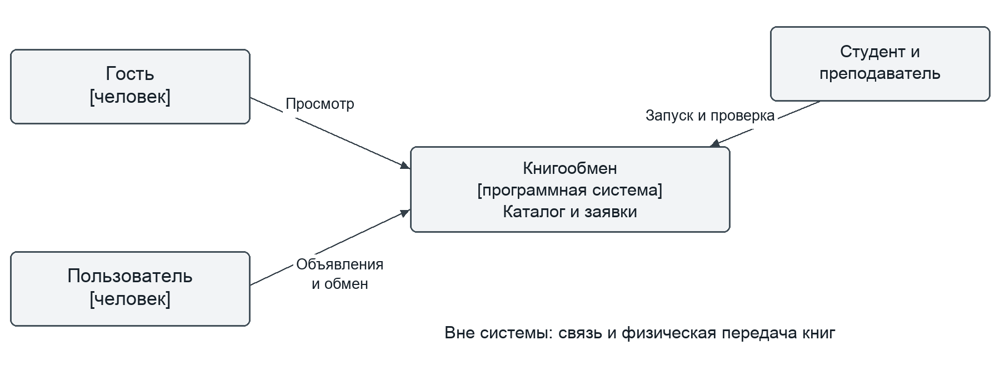 Гость
[человек]
Студент и
преподаватель
Просмотр
Запуск и проверка
Книгообмен
[программная система]
Каталог и заявки
Пользователь
[человек]
Объявления
и обмен
Вне системы: связь и физическая передача книг